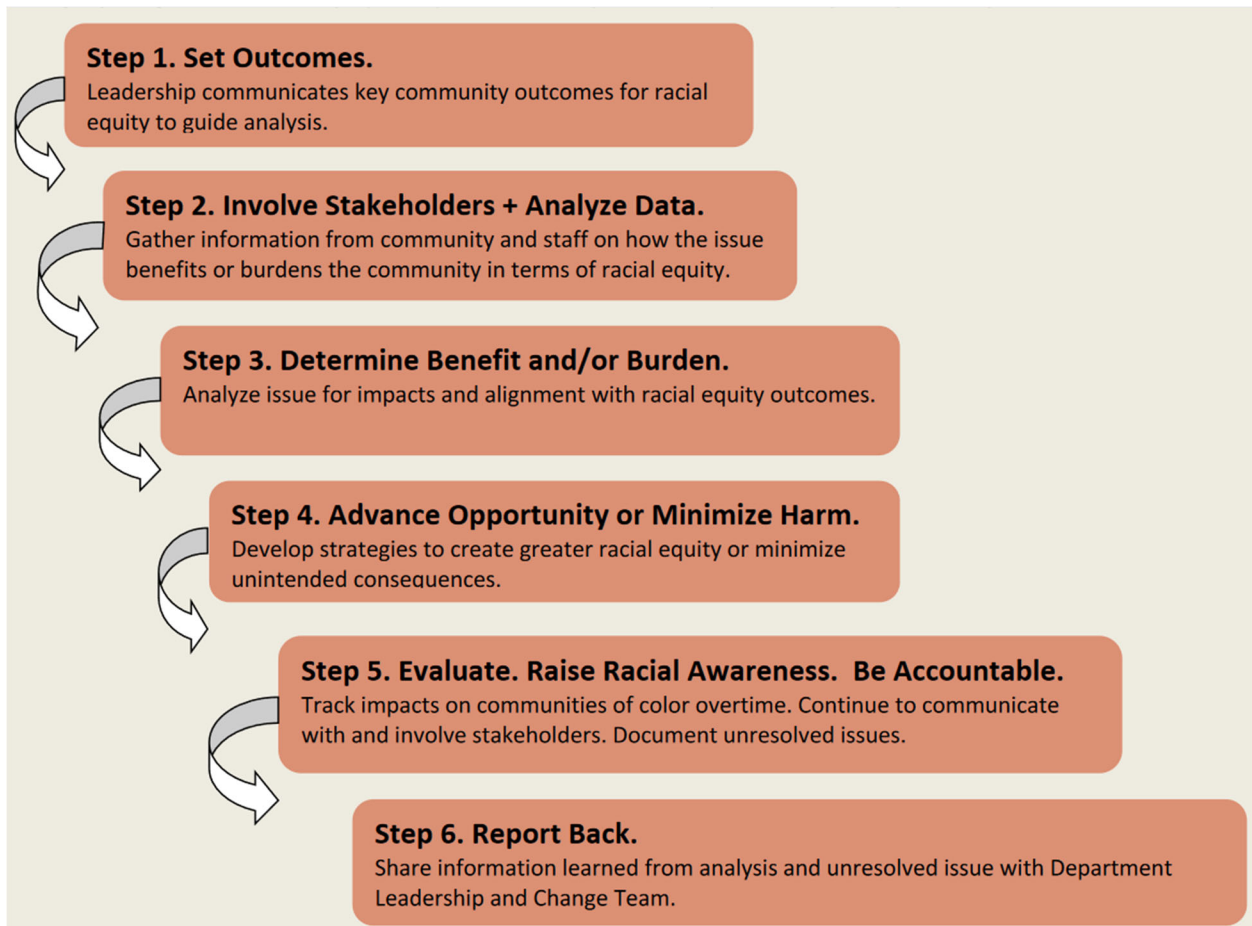 Step 1. Set Outcomes.
Leadership communicates key community outcomes for racial
equity to guide analysis.
Step 2. Involve Stakeholders + Analyze Data.
Gather information from community and staff on how the issue
benefits or burdens the community in terms of racial equity.
Step 3. Determine Benefit and/or Burden.
Analyze issue for impacts and alignment with racial equity outcomes.
Step 4. Advance Opportunity or Minimize Harm.
Develop strategies to create greater racial equity or minimize
unintended consequences.
Step 5. Evaluate. Raise Racial Awareness.  Be Accountable.
Track impacts on communities of color overtime. Continue to communicate
with and involve stakeholders. Document unresolved issues.
Step 6. Report Back.
Share information learned from analysis and unresolved issue with Department
Leadership and Change Team.